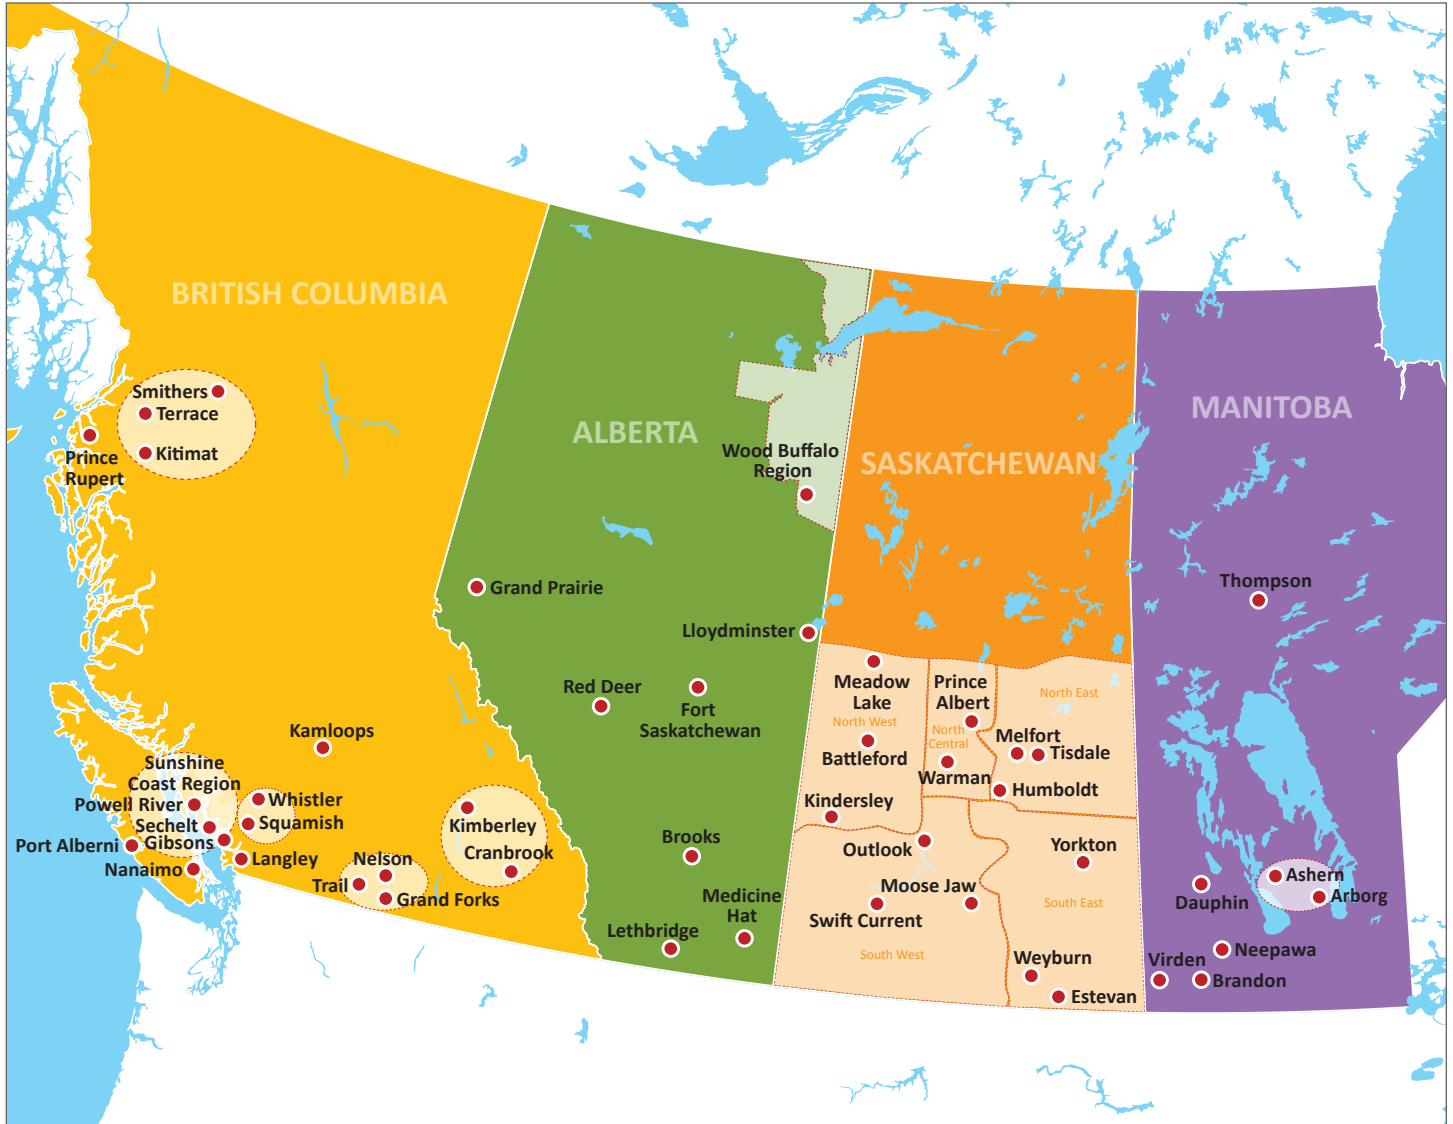 BRITISH COLUMBIA
ALBERTA
SASKATCHEWAN
MANITOBA
Smithers
Terrace
Kitimat
Prince
Rupert
Kamloops
Sunshine
Coast Region
Powell River
Sechelt
Gibsons
Port Alberni
Nanaimo
Whistler
Squamish
Langley
Nelson
Trail
Grand Forks
Kimberley
Cranbrook
Wood Buffalo
Region
Grand Prairie
Lloydminster
Red Deer
Fort
Saskatchewan
Brooks
Medicine
Hat
Lethbridge
Meadow
Lake
North West
Battleford
Kindersley
Prince
Albert
North
Central
Warman
North East
Melfort
Tisdale
Humboldt
Outlook
Moose Jaw
Swift Current
South West
Yorkton
South East
Weyburn
Estevan
Thompson
Ashern
Arborg
Dauphin
Neepawa
Virden
Brandon